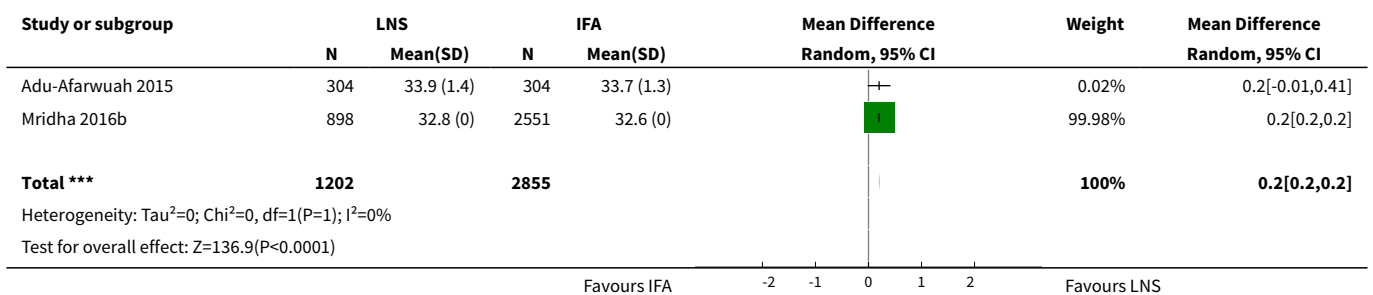 Study or subgroup LNS IFA Mean Difference Weight Mean Difference
N Mean(SD) N Mean(SD) Random, 95% CI Random, 95% CI
Adu-Afarwuah 2015 304 33.9 (1.4) 304 33.7 (1.3) 0.02% 0.2[-0.01,0.41]
Mridha 2016b 898 32.8 (0) 2551 32.6 (0) 99.98% 0.2[0.2,0.2]
Total *** 1202 2855 100% 0.2[0.2,0.2]
Heterogeneity: Tau²=0; Chi²=0, df=1(P=1); I²=0%
Test for overall effect: Z=136.9(P<0.0001)
Favours IFA -2 -1 0 1 2 Favours LNS